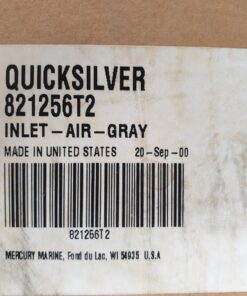 QUICKSILVER
821256T2
INLET-AIR-GRAY
MADE IN UNITED STATES 20-Sep-00
821256T2
MERCURY MARINE, Fond du Lac, WI 54935 U.S.A